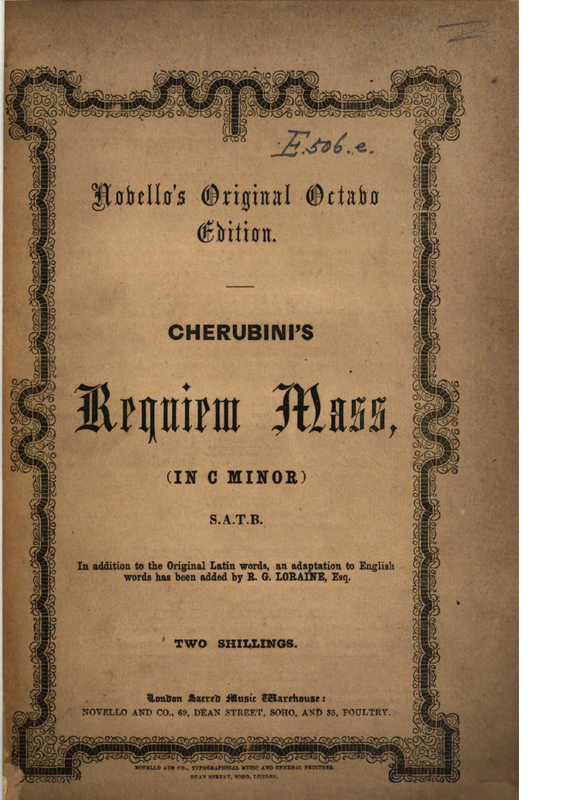 E.506.e.
Novello's Original Octavo
Edition.
CHERUBINI'S
Requiem Mass,
(IN C MINOR)
S.A.T.B.
In addition to the Original Latin words, an adaptation to English
words has been added by R. G. LORAINE, Esq.
TWO SHILLINGS.
London Sacred Music Warehouse:
NOVELLO AND CO., 69, DEAN STREET, SOHO, AND 35, POULTRY.
NOVELLO AND CO., TYPOGRAPHICAL MUSIC AND GENERAL PRINTERS,
DEAN STREET, SOHO, LONDON.